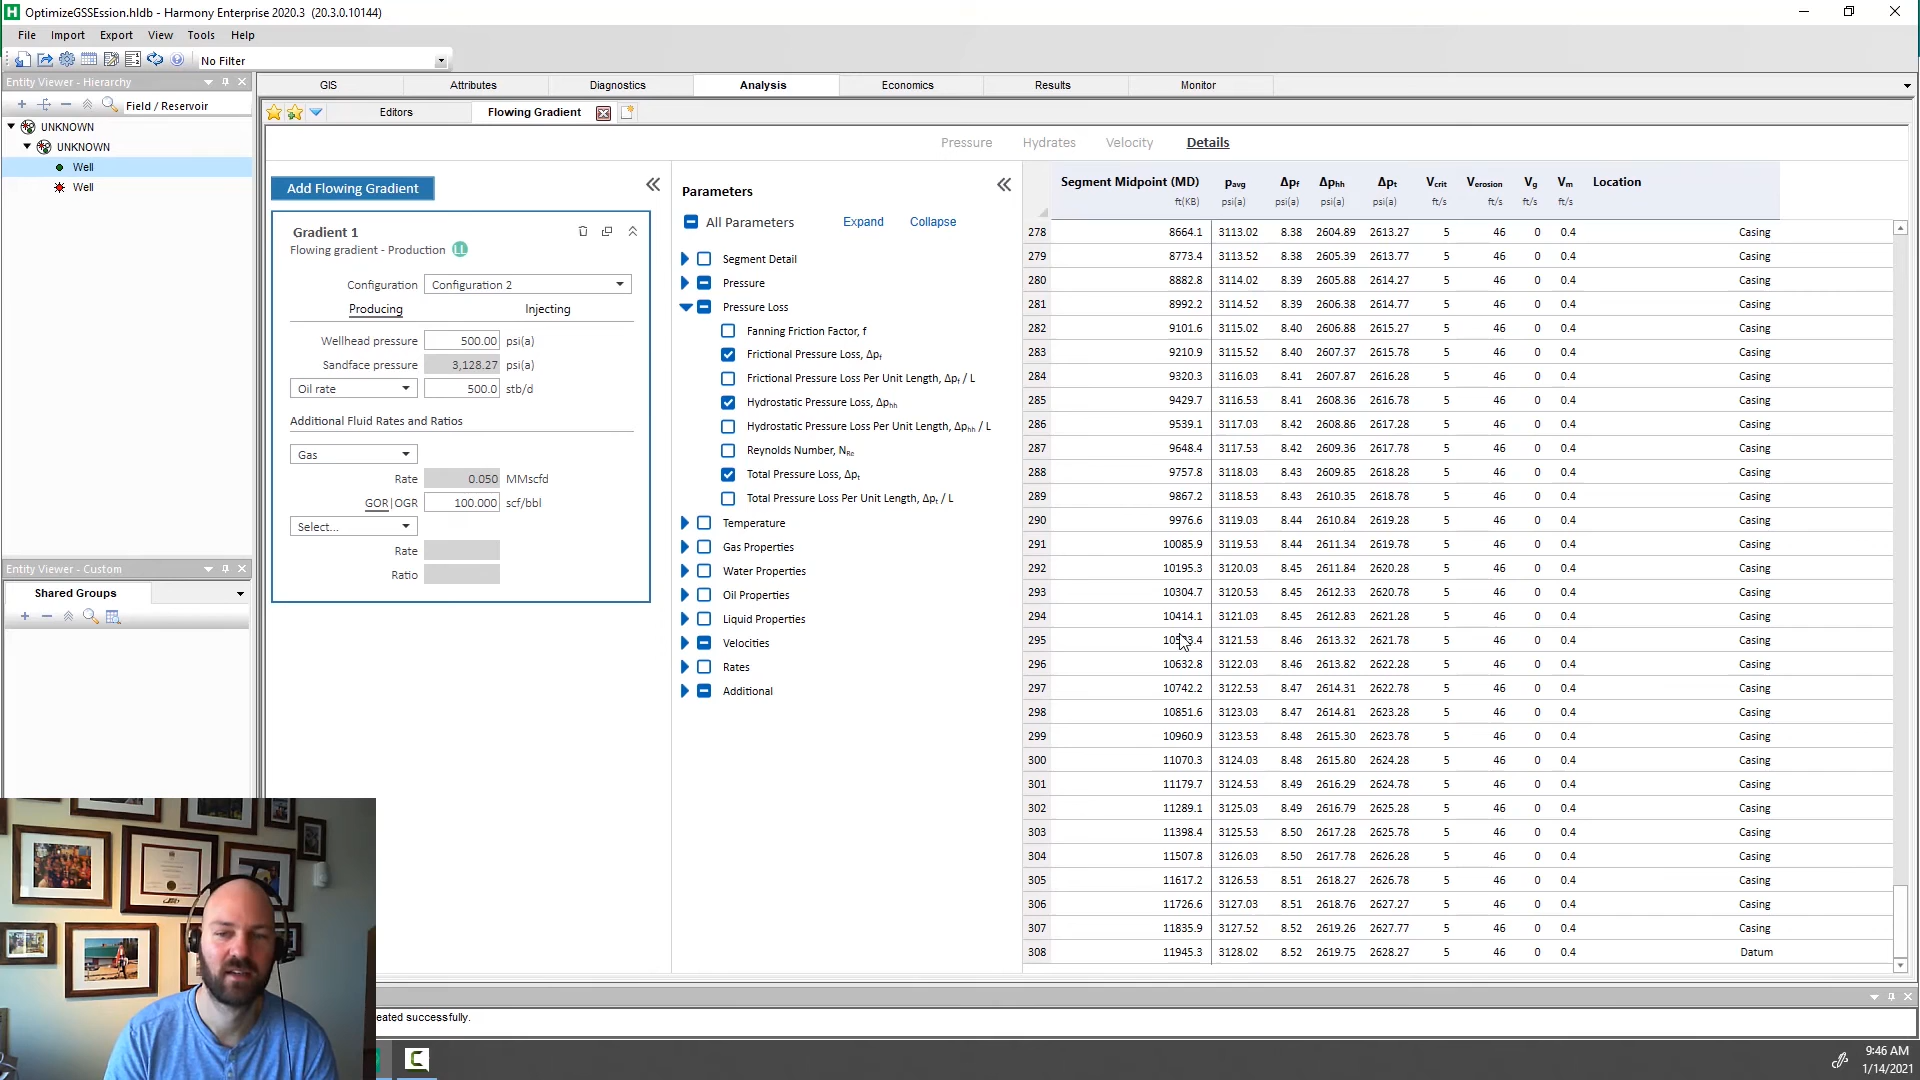 OptimizeGSSEssion.hldb - Harmony Enterprise 2020.3 (20.3.0.10144)
File Import Export View Tools Help
No Filter
Entity Viewer - Hierarchy
Field / Reservoir
UNKNOWN
UNKNOWN
Well
Well
Entity Viewer - Custom
Shared Groups
GIS Attributes Diagnostics Analysis Economics Results Monitor
Editors Flowing Gradient
Pressure Hydrates Velocity Details
Add Flowing Gradient
Gradient 1
Flowing gradient - Production LL
Configuration Configuration 2
Producing Injecting
Wellhead pressure 500.00 psi(a)
Sandface pressure 3,128.27 psi(a)
Oil rate 500.0 stb/d
Additional Fluid Rates and Ratios
Gas
Rate 0.050 MMscfd
GOR|OGR 100.000 scf/bbl
Select...
Rate
Ratio
Parameters
All Parameters Expand Collapse
Segment Detail
Pressure
Pressure Loss
Fanning Friction Factor, f
Frictional Pressure Loss, Δpf
Frictional Pressure Loss Per Unit Length, Δpf / L
Hydrostatic Pressure Loss, Δphh
Hydrostatic Pressure Loss Per Unit Length, Δphh / L
Reynolds Number, NRe
Total Pressure Loss, Δpt
Total Pressure Loss Per Unit Length, Δpt / L
Temperature
Gas Properties
Water Properties
Oil Properties
Liquid Properties
Velocities
Rates
Additional
Segment Midpoint (MD) pavg Δpf Δphh Δpt Vcrit Verosion Vg Vm Location
ft(KB) psi(a) psi(a) psi(a) psi(a) ft/s ft/s ft/s ft/s
278 8664.1 3113.02 8.38 2604.89 2613.27 5 46 0 0.4 Casing
279 8773.4 3113.52 8.38 2605.39 2613.77 5 46 0 0.4 Casing
280 8882.8 3114.02 8.39 2605.88 2614.27 5 46 0 0.4 Casing
281 8992.2 3114.52 8.39 2606.38 2614.77 5 46 0 0.4 Casing
282 9101.6 3115.02 8.40 2606.88 2615.27 5 46 0 0.4 Casing
283 9210.9 3115.52 8.40 2607.37 2615.78 5 46 0 0.4 Casing
284 9320.3 3116.03 8.41 2607.87 2616.28 5 46 0 0.4 Casing
285 9429.7 3116.53 8.41 2608.36 2616.78 5 46 0 0.4 Casing
286 9539.1 3117.03 8.42 2608.86 2617.28 5 46 0 0.4 Casing
287 9648.4 3117.53 8.42 2609.36 2617.78 5 46 0 0.4 Casing
288 9757.8 3118.03 8.43 2609.85 2618.28 5 46 0 0.4 Casing
289 9867.2 3118.53 8.43 2610.35 2618.78 5 46 0 0.4 Casing
290 9976.6 3119.03 8.44 2610.84 2619.28 5 46 0 0.4 Casing
291 10085.9 3119.53 8.44 2611.34 2619.78 5 46 0 0.4 Casing
292 10195.3 3120.03 8.45 2611.84 2620.28 5 46 0 0.4 Casing
293 10304.7 3120.53 8.45 2612.33 2620.78 5 46 0 0.4 Casing
294 10414.1 3121.03 8.45 2612.83 2621.28 5 46 0 0.4 Casing
295 3121.53 8.46 2613.32 2621.78 5 46 0 0.4 Casing
296 10632.8 3122.03 8.46 2613.82 2622.28 5 46 0 0.4 Casing
297 10742.2 3122.53 8.47 2614.31 2622.78 5 46 0 0.4 Casing
298 10851.6 3123.03 8.47 2614.81 2623.28 5 46 0 0.4 Casing
299 10960.9 3123.53 8.48 2615.30 2623.78 5 46 0 0.4 Casing
300 11070.3 3124.03 8.48 2615.80 2624.28 5 46 0 0.4 Casing
301 11179.7 3124.53 8.49 2616.29 2624.78 5 46 0 0.4 Casing
302 11289.1 3125.03 8.49 2616.79 2625.28 5 46 0 0.4 Casing
303 11398.4 3125.53 8.50 2617.28 2625.78 5 46 0 0.4 Casing
304 11507.8 3126.03 8.50 2617.78 2626.28 5 46 0 0.4 Casing
305 11617.2 3126.53 8.51 2618.27 2626.78 5 46 0 0.4 Casing
306 11726.6 3127.03 8.51 2618.76 2627.27 5 46 0 0.4 Casing
307 11835.9 3127.52 8.52 2619.26 2627.77 5 46 0 0.4 Casing
308 11945.3 3128.02 8.52 2619.75 2628.27 5 46 0 0.4 Datum
eated successfully.
9:46 AM
1/14/2021